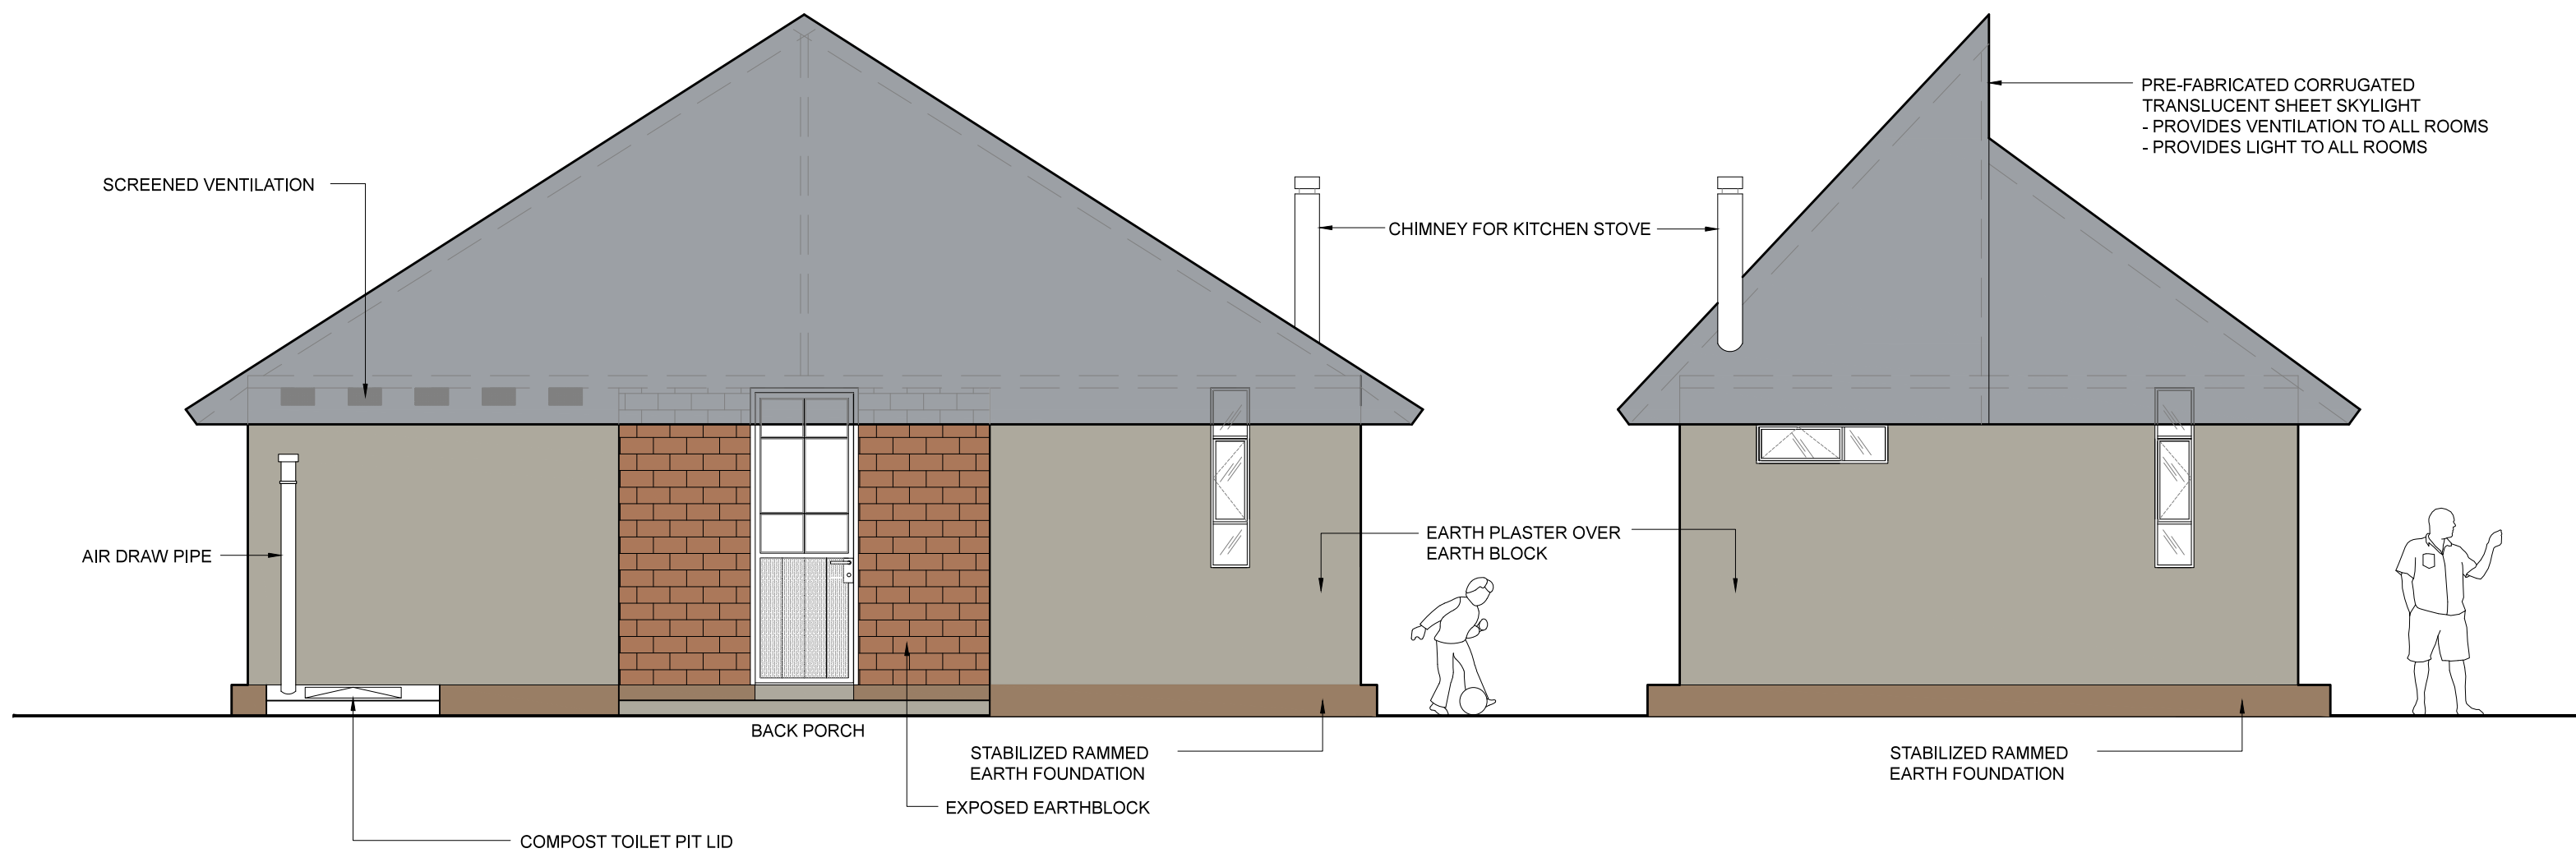 PRE-FABRICATED CORRUGATED
TRANSLUCENT SHEET SKYLIGHT
- PROVIDES VENTILATION TO ALL ROOMS
- PROVIDES LIGHT TO ALL ROOMS
SCREENED VENTILATION
CHIMNEY FOR KITCHEN STOVE
EARTH PLASTER OVER
EARTH BLOCK
AIR DRAW PIPE
BACK PORCH
STABILIZED RAMMED
EARTH FOUNDATION
STABILIZED RAMMED
EARTH FOUNDATION
EXPOSED EARTHBLOCK
COMPOST TOILET PIT LID